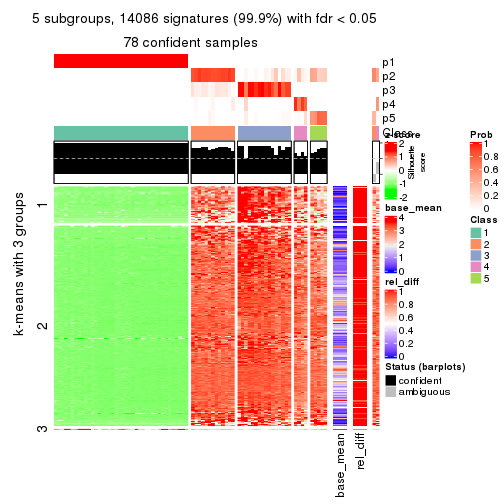 5 subgroups, 14086 signatures (99.9%) with fdr < 0.05
78 confident samples
p1
p2
p3
p4
p5
Class
z-score
2
1
0
-1
-2
Silhouette
score
Prob
1
0.8
0.6
0.4
0.2
0
base_mean
4
3
2
1
0
Class
1
2
3
4
5
rel_diff
1
0.8
0.6
0.4
0.2
0
Status (barplots)
confident
ambiguous
k-means with 3 groups
1
2
3
base_mean
rel_diff